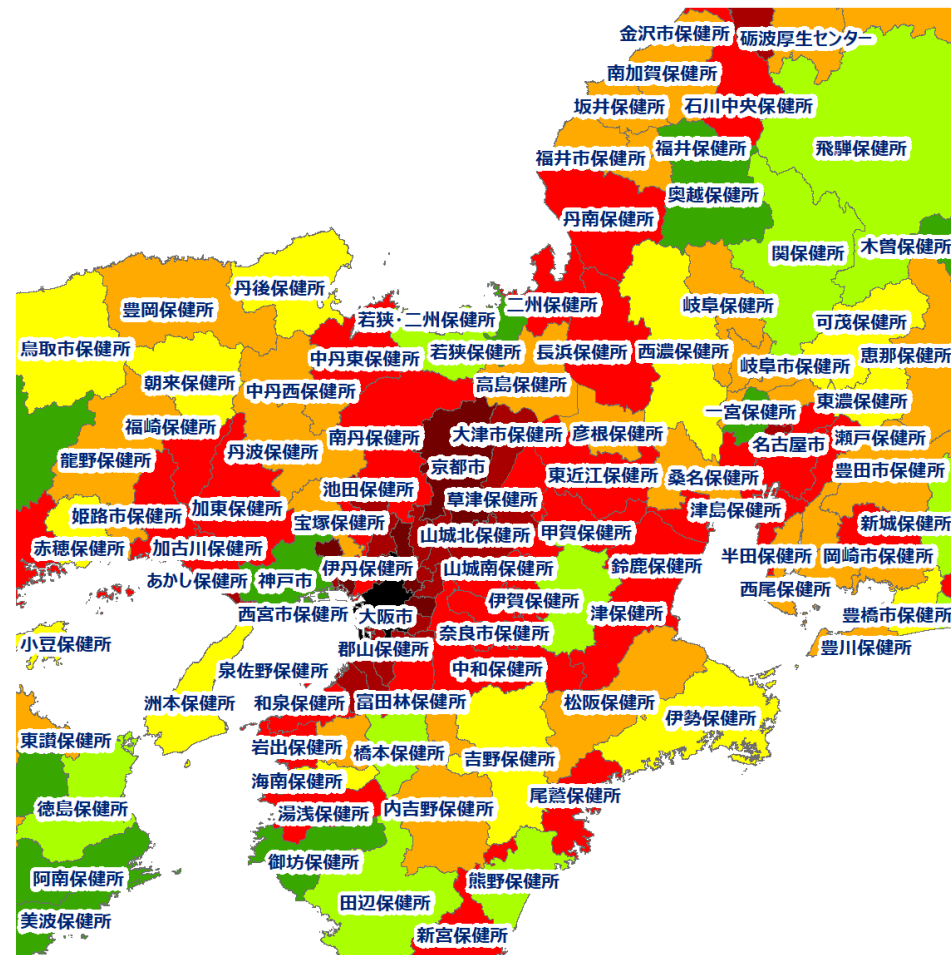 金沢市保健所
砺波厚生センター
南加賀保健所
坂井保健所
石川中央保健所
福井市保健所
福井保健所
飛騨保健所
奥越保健所
丹南保健所
関保健所
木曽保健所
丹後保健所
豊岡保健所
若狭・二州保健所
二州保健所
岐阜保健所
可茂保健所
鳥取市保健所
中丹東保健所
若狭保健所
長浜保健所
西濃保健所
岐阜市保健所
恵那保健所
朝来保健所
中丹西保健所
高島保健所
一宮保健所
東濃保健所
福崎保健所
南丹保健所
大津市保健所
彦根保健所
名古屋市
瀬戸保健所
龍野保健所
丹波保健所
京都市
東近江保健所
桑名保健所
豊田市保健所
池田保健所
草津保健所
津島保健所
姫路市保健所
加東保健所
宝塚保健所
山城北保健所
甲賀保健所
新城保健所
赤穂保健所
加古川保健所
伊丹保健所
山城南保健所
鈴鹿保健所
半田保健所
岡崎市保健所
あかし保健所
神戸市
西尾保健所
西宮市保健所
大阪市
伊賀保健所
津保健所
豊橋市保健所
小豆保健所
郡山保健所
奈良市保健所
豊川保健所
泉佐野保健所
中和保健所
洲本保健所
和泉保健所
富田林保健所
松阪保健所
伊勢保健所
東讃保健所
岩出保健所
橋本保健所
吉野保健所
海南保健所
尾鷲保健所
徳島保健所
湯浅保健所
内吉野保健所
御坊保健所
阿南保健所
熊野保健所
田辺保健所
美波保健所
新宮保健所